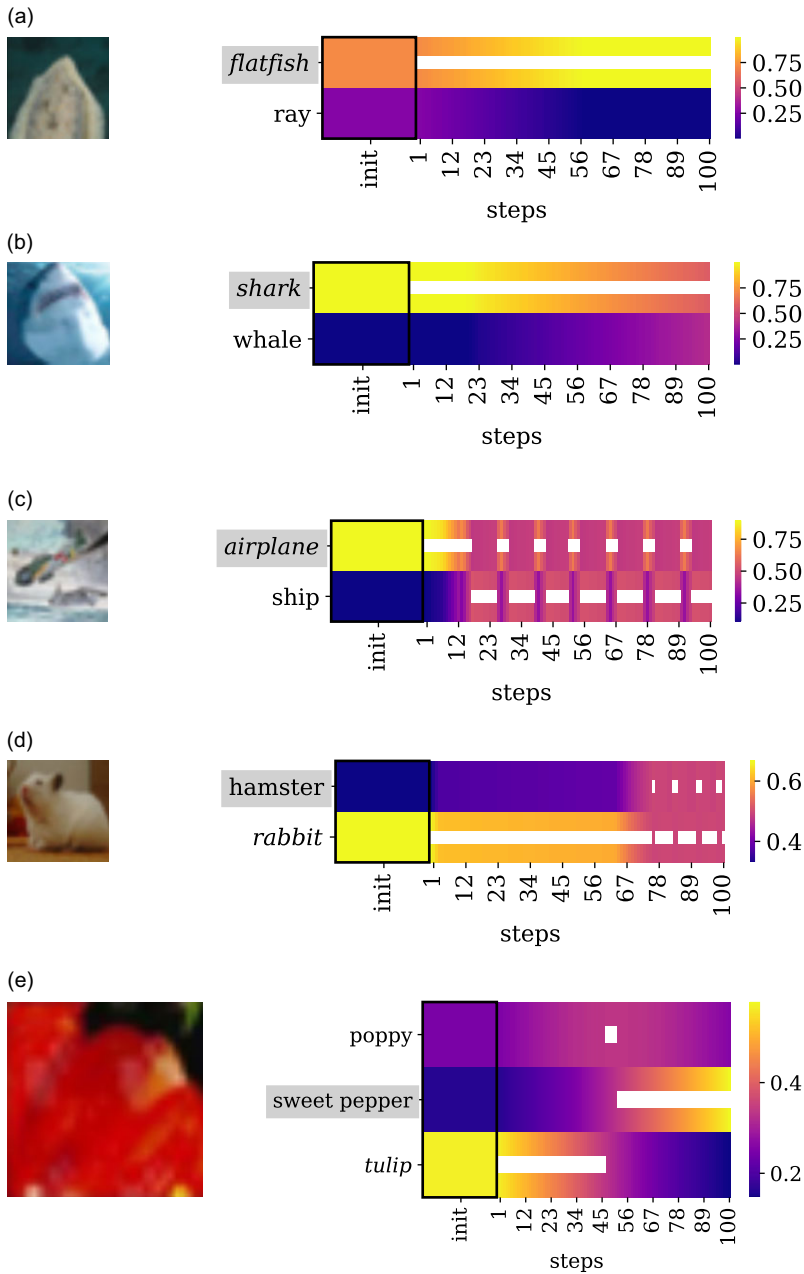 (a)
flatfish
ray
init
1 12 23 34 45 56 67 78 89 100
steps
0.75
0.50
0.25
(b)
shark
whale
init
1 12 23 34 45 56 67 78 89 100
steps
0.75
0.50
0.25
(c)
airplane
ship
init
1 12 23 34 45 56 67 78 89 100
steps
0.75
0.50
0.25
(d)
hamster
rabbit
init
1 12 23 34 45 56 67 78 89 100
steps
0.6
0.4
(e)
poppy
sweet pepper
tulip
init
1 12 23 34 45 56 67 78 89 100
steps
0.4
0.2